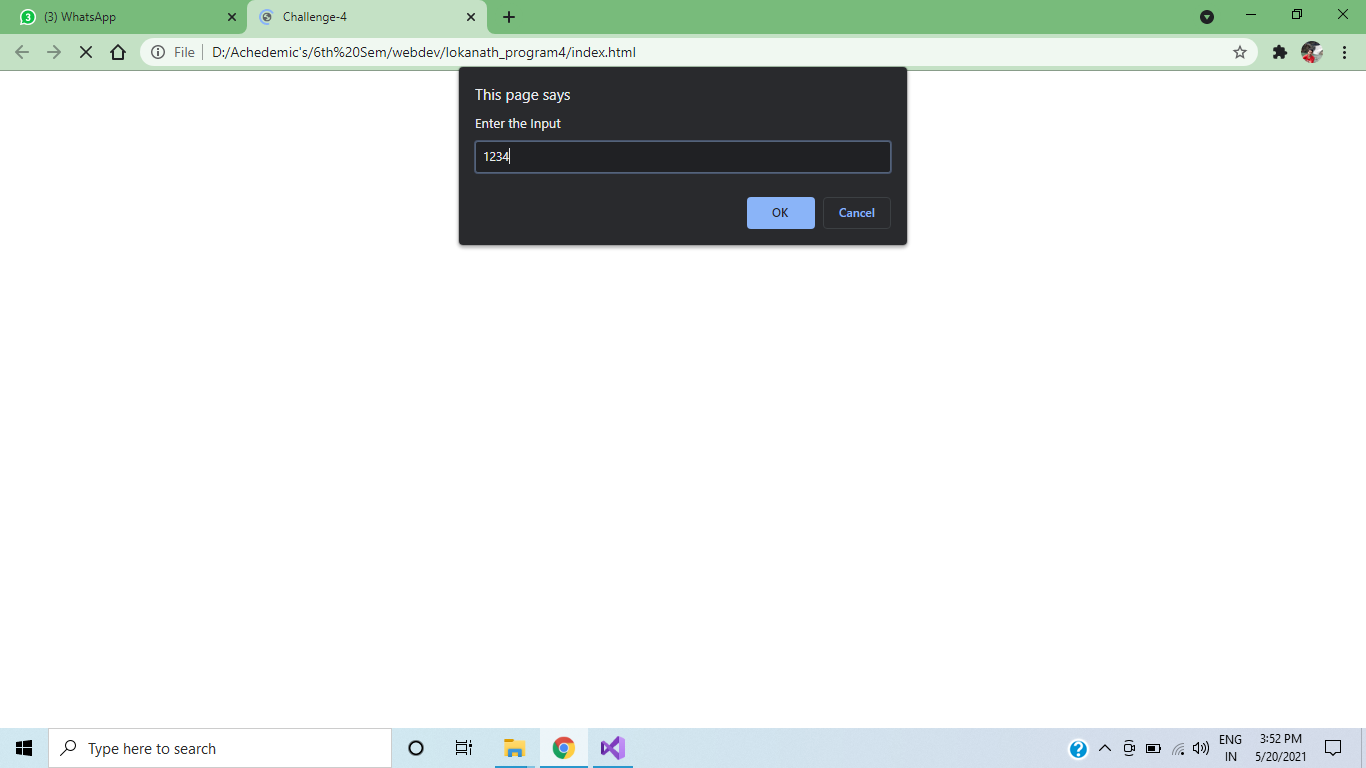 3 (3) WhatsApp
Challenge-4
File D:/Achedemic's/6th%20Sem/webdev/lokanath_program4/index.html
This page says
Enter the Input
1234
OK Cancel
Type here to search
ENG
IN
3:52 PM
5/20/2021